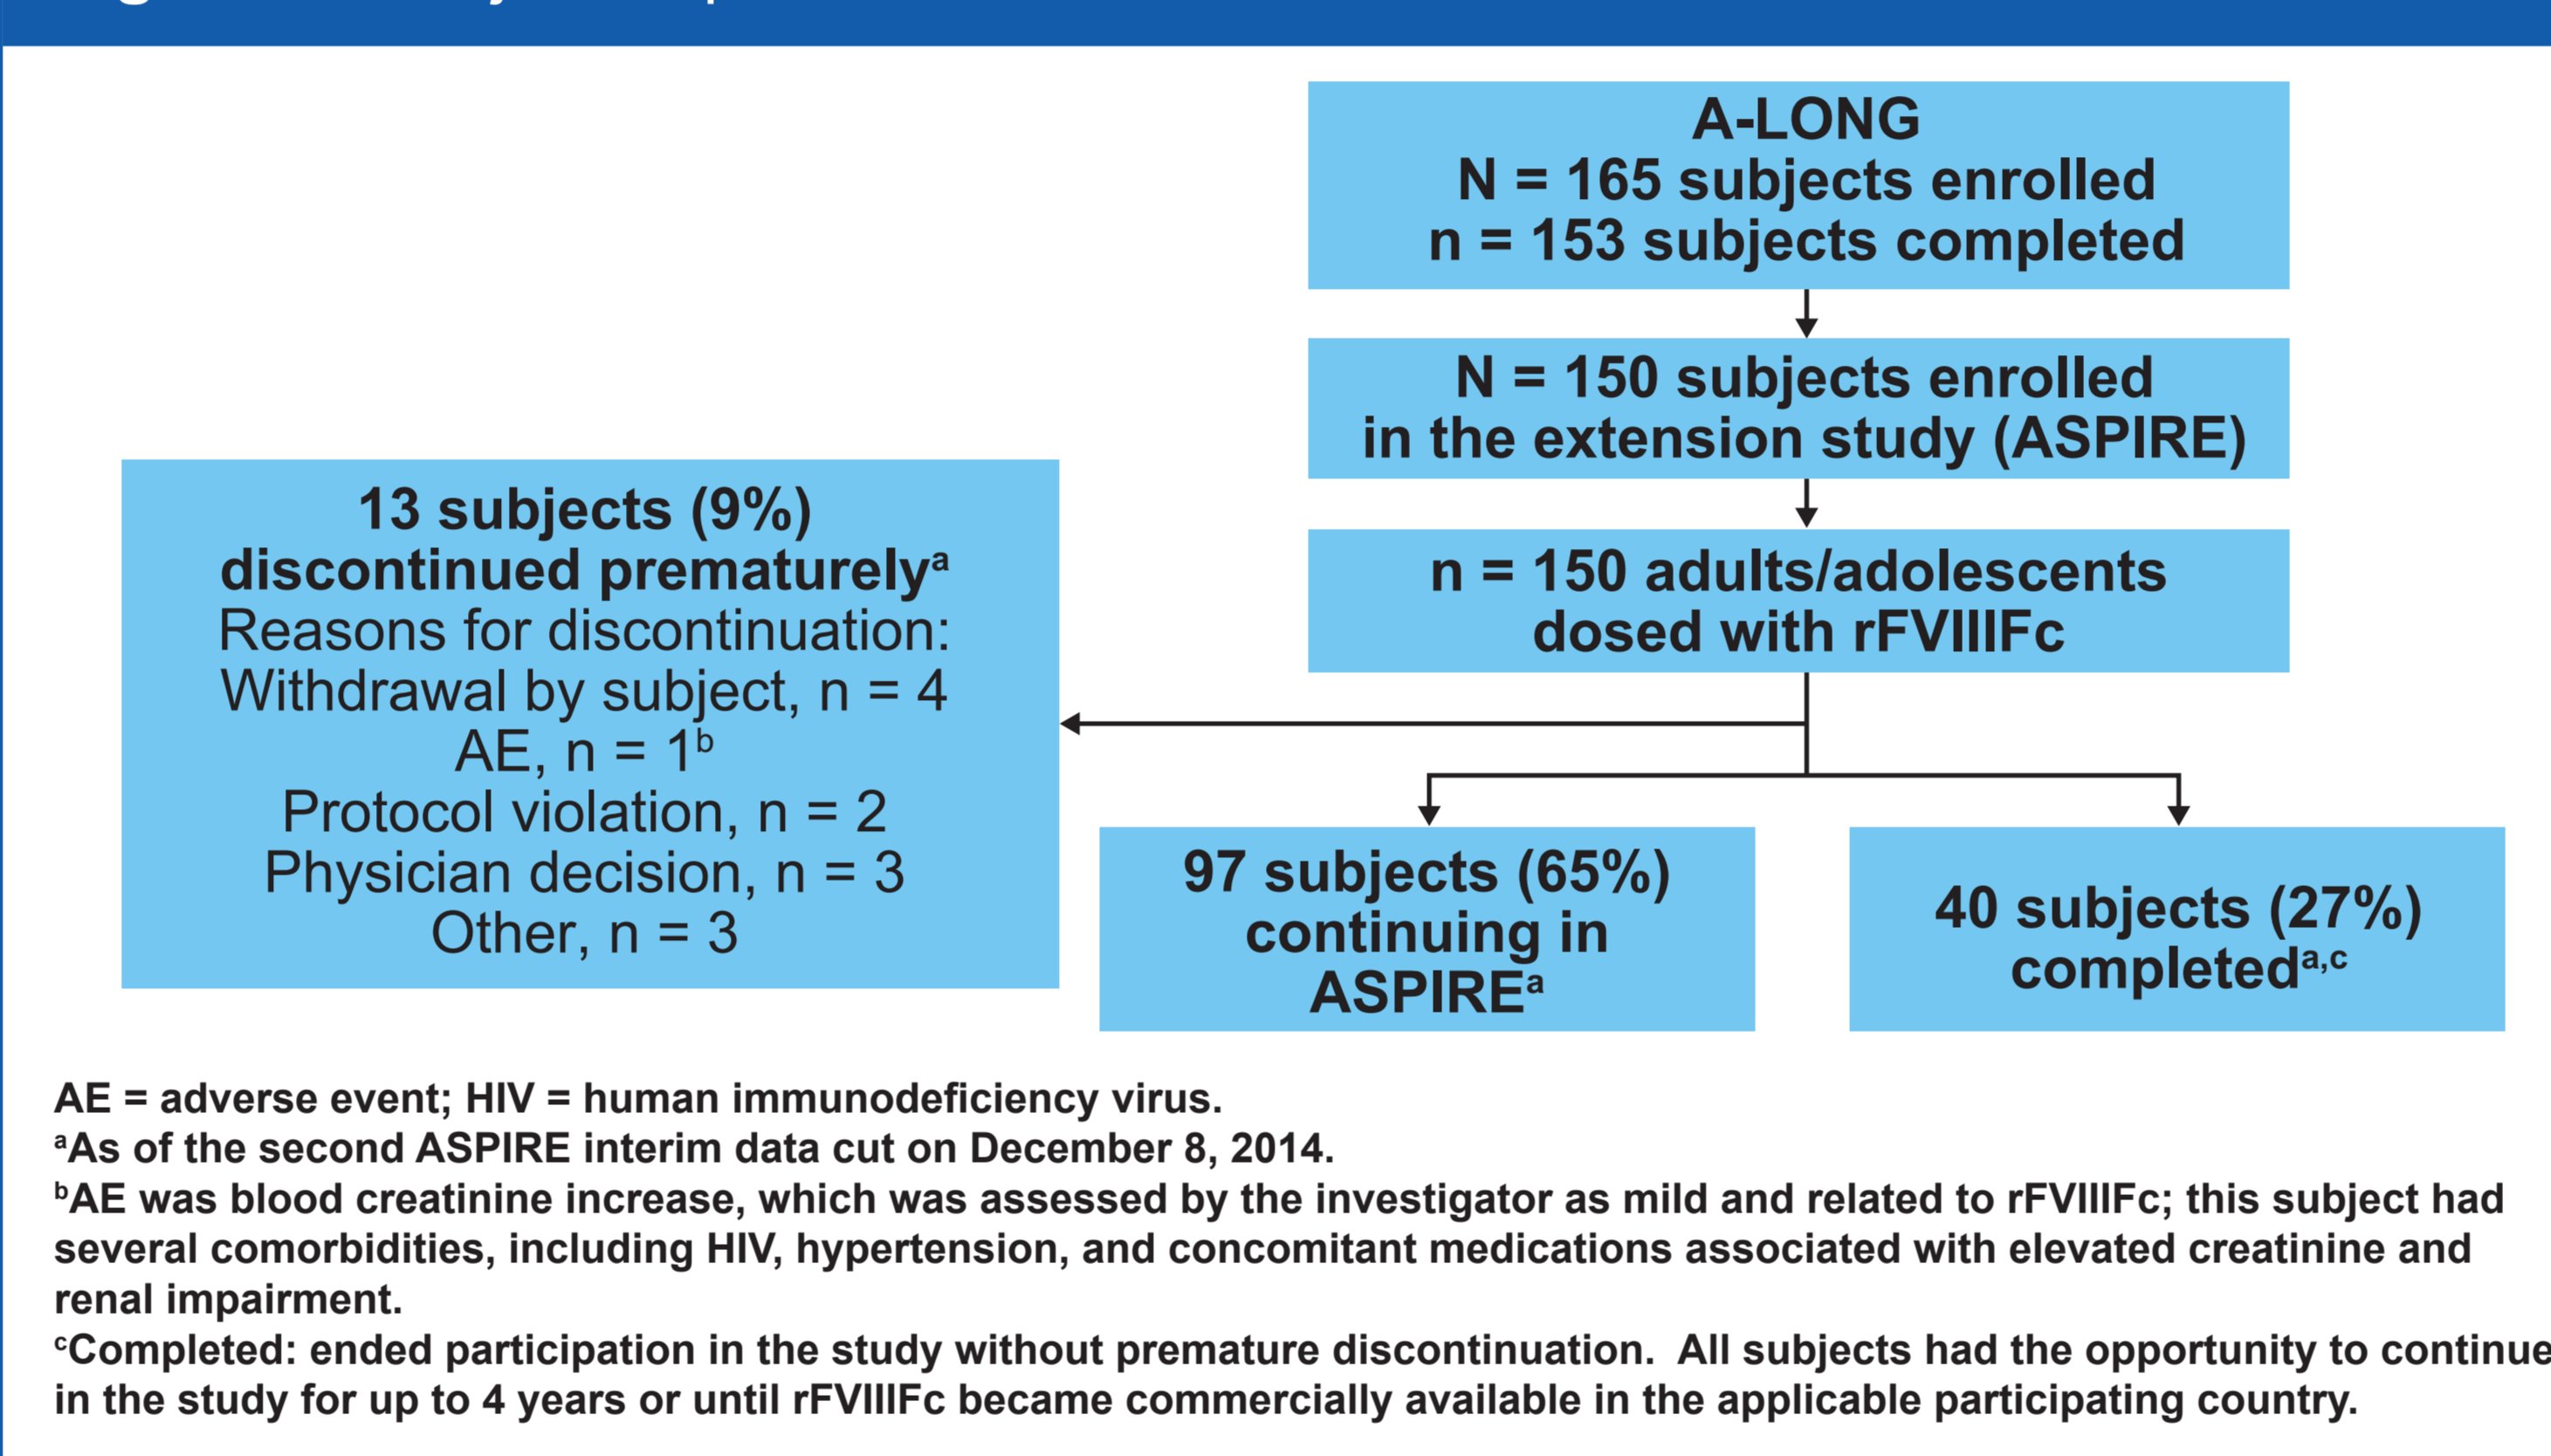 A-LONG
N = 165 subjects enrolled
n = 153 subjects completed
N = 150 subjects enrolled
in the extension study (ASPIRE)
n = 150 adults/adolescents
dosed with rFVIIIFc
13 subjects (9%)
discontinued prematurelyᵃ
Reasons for discontinuation:
Withdrawal by subject, n = 4
AE, n = 1ᵇ
Protocol violation, n = 2
Physician decision, n = 3
Other, n = 3
97 subjects (65%)
continuing in
ASPIREᵃ
40 subjects (27%)
completedᵃ,ᶜ
AE = adverse event; HIV = human immunodeficiency virus.
ᵃAs of the second ASPIRE interim data cut on December 8, 2014.
ᵇAE was blood creatinine increase, which was assessed by the investigator as mild and related to rFVIIIFc; this subject had
several comorbidities, including HIV, hypertension, and concomitant medications associated with elevated creatinine and
renal impairment.
ᶜCompleted: ended participation in the study without premature discontinuation.  All subjects had the opportunity to continue
in the study for up to 4 years or until rFVIIIFc became commercially available in the applicable participating country.